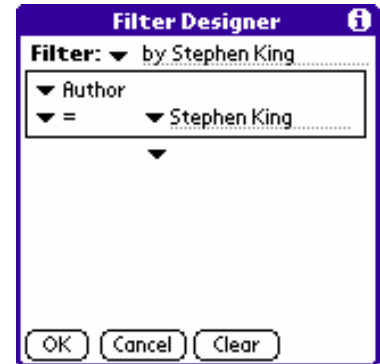 Filter Designer i
Filter: by Stephen King
Author
= Stephen King
OK Cancel Clear